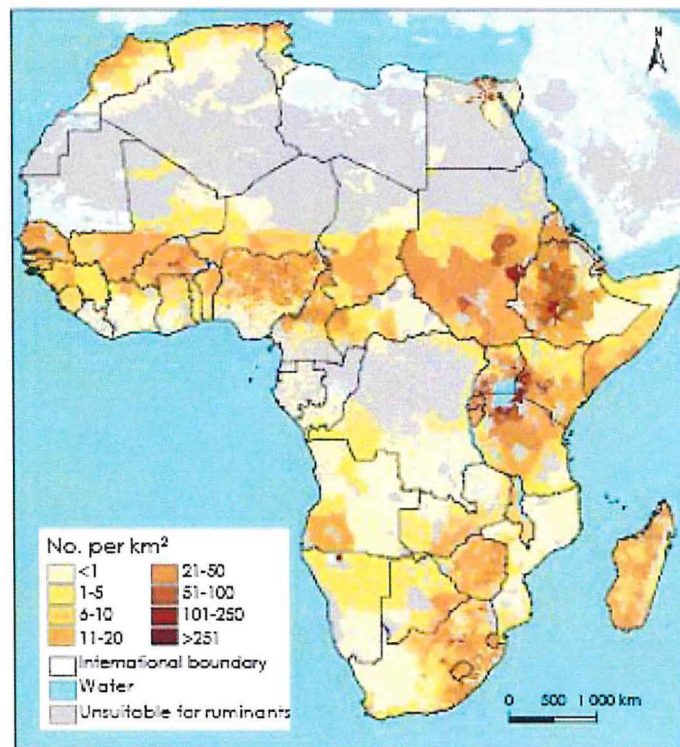 N
No. per km²
<1
1-5
6-10
11-20
21-50
51-100
101-250
>251
International boundary
Water
Unsuitable for ruminants
0 500 1 000 km